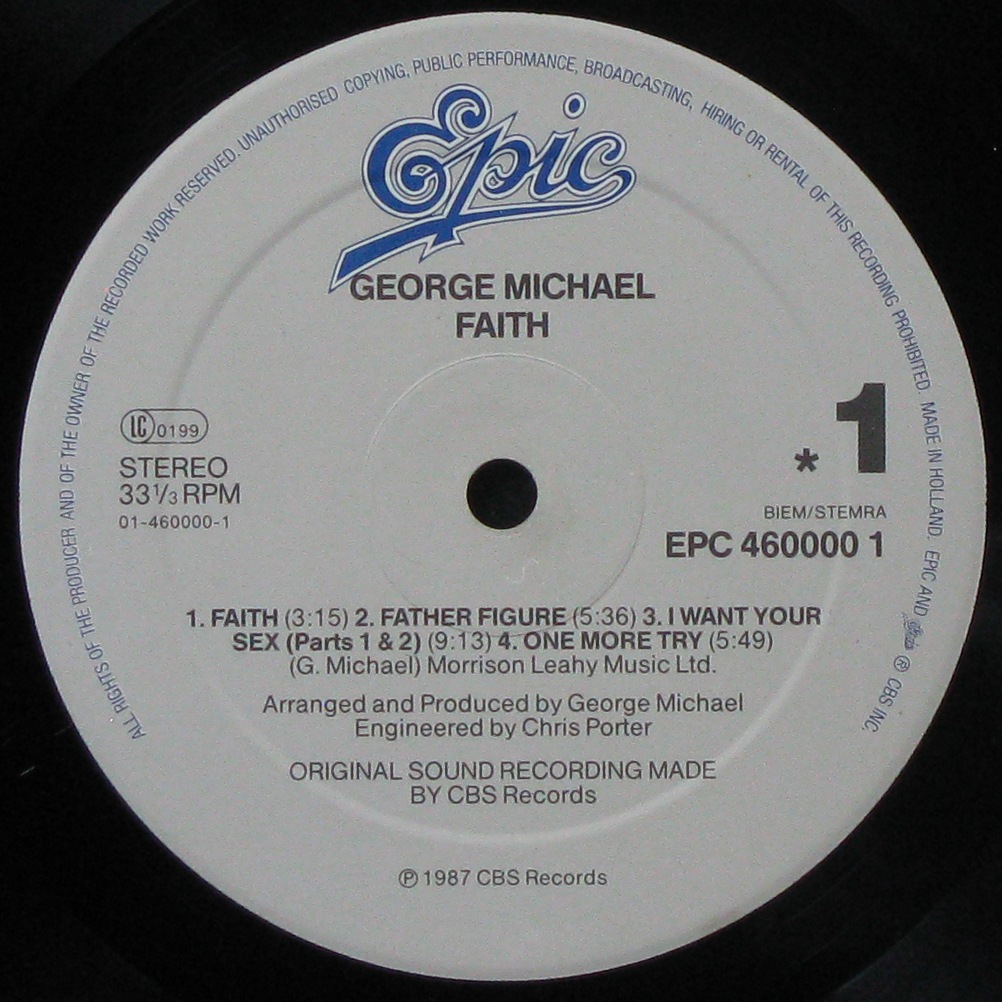 ALL RIGHTS OF THE PRODUCER AND OF THE OWNER OF THE RECORDED WORK RESERVED. UNAUTHORISED COPYING, PUBLIC PERFORMANCE, BROADCASTING, HIRING OR RENTAL OF THIS RECORDING PROHIBITED. MADE IN HOLLAND. EPIC AND Epic ® CBS INC.
Epic
GEORGE MICHAEL
FAITH
LC 0199
STEREO
33 1/3 RPM
01-460000-1
* 1
BIEM/STEMRA
EPC 460000 1
1. FAITH (3:15) 2. FATHER FIGURE (5:36) 3. I WANT YOUR
SEX (Parts 1 & 2) (9:13) 4. ONE MORE TRY (5:49)
(G. Michael) Morrison Leahy Music Ltd.
Arranged and Produced by George Michael
Engineered by Chris Porter
ORIGINAL SOUND RECORDING MADE
BY CBS Records
℗ 1987 CBS Records